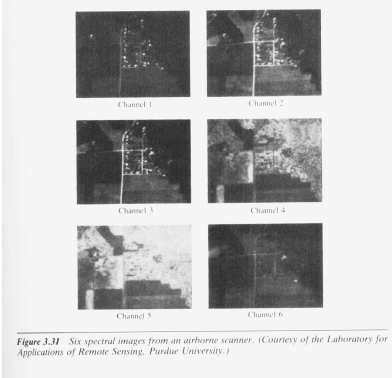 Channel 1
Channel 2
Channel 3
Channel 4
Channel 5
Channel 6
Figure 3.31 Six spectral images from an airborne scanner. (Courtesy of the Laboratory for
Applications of Remote Sensing, Purdue University.)